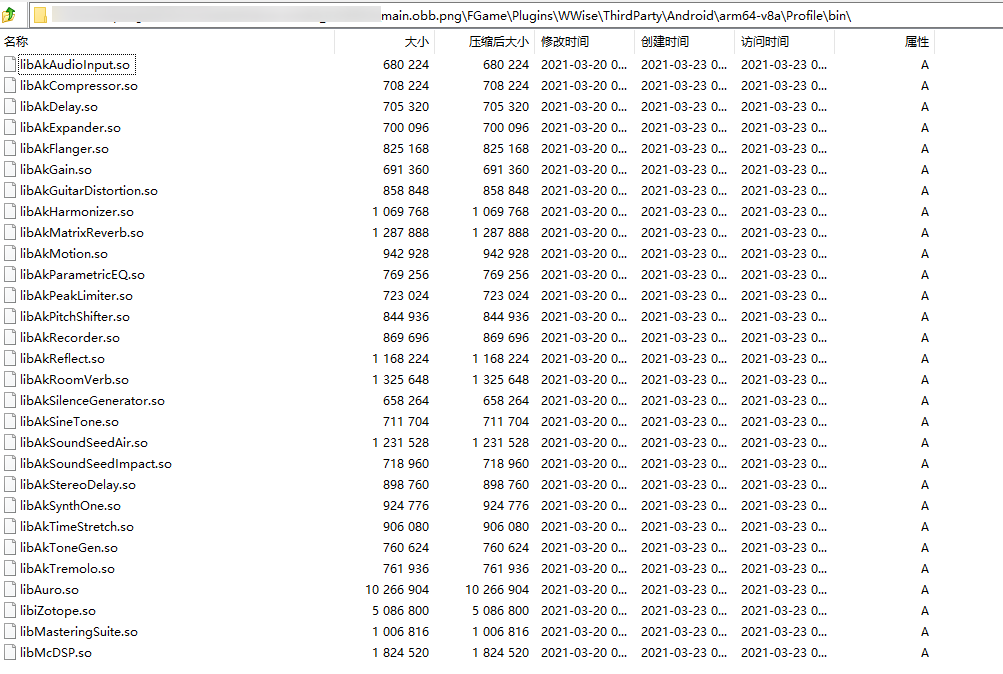 main.obb.png\FGame\Plugins\WWise\ThirdParty\Android\arm64-v8a\Profile\bin\
名称 大小 压缩后大小 修改时间 创建时间 访问时间 属性
libAkAudioInput.so 680 224 680 224 2021-03-20 0... 2021-03-23 0... 2021-03-23 0... A
libAkCompressor.so 708 224 708 224 2021-03-20 0... 2021-03-23 0... 2021-03-23 0... A
libAkDelay.so 705 320 705 320 2021-03-20 0... 2021-03-23 0... 2021-03-23 0... A
libAkExpander.so 700 096 700 096 2021-03-20 0... 2021-03-23 0... 2021-03-23 0... A
libAkFlanger.so 825 168 825 168 2021-03-20 0... 2021-03-23 0... 2021-03-23 0... A
libAkGain.so 691 360 691 360 2021-03-20 0... 2021-03-23 0... 2021-03-23 0... A
libAkGuitarDistortion.so 858 848 858 848 2021-03-20 0... 2021-03-23 0... 2021-03-23 0... A
libAkHarmonizer.so 1 069 768 1 069 768 2021-03-20 0... 2021-03-23 0... 2021-03-23 0... A
libAkMatrixReverb.so 1 287 888 1 287 888 2021-03-20 0... 2021-03-23 0... 2021-03-23 0... A
libAkMotion.so 942 928 942 928 2021-03-20 0... 2021-03-23 0... 2021-03-23 0... A
libAkParametricEQ.so 769 256 769 256 2021-03-20 0... 2021-03-23 0... 2021-03-23 0... A
libAkPeakLimiter.so 723 024 723 024 2021-03-20 0... 2021-03-23 0... 2021-03-23 0... A
libAkPitchShifter.so 844 936 844 936 2021-03-20 0... 2021-03-23 0... 2021-03-23 0... A
libAkRecorder.so 869 696 869 696 2021-03-20 0... 2021-03-23 0... 2021-03-23 0... A
libAkReflect.so 1 168 224 1 168 224 2021-03-20 0... 2021-03-23 0... 2021-03-23 0... A
libAkRoomVerb.so 1 325 648 1 325 648 2021-03-20 0... 2021-03-23 0... 2021-03-23 0... A
libAkSilenceGenerator.so 658 264 658 264 2021-03-20 0... 2021-03-23 0... 2021-03-23 0... A
libAkSineTone.so 711 704 711 704 2021-03-20 0... 2021-03-23 0... 2021-03-23 0... A
libAkSoundSeedAir.so 1 231 528 1 231 528 2021-03-20 0... 2021-03-23 0... 2021-03-23 0... A
libAkSoundSeedImpact.so 718 960 718 960 2021-03-20 0... 2021-03-23 0... 2021-03-23 0... A
libAkStereoDelay.so 898 760 898 760 2021-03-20 0... 2021-03-23 0... 2021-03-23 0... A
libAkSynthOne.so 924 776 924 776 2021-03-20 0... 2021-03-23 0... 2021-03-23 0... A
libAkTimeStretch.so 906 080 906 080 2021-03-20 0... 2021-03-23 0... 2021-03-23 0... A
libAkToneGen.so 760 624 760 624 2021-03-20 0... 2021-03-23 0... 2021-03-23 0... A
libAkTremolo.so 761 936 761 936 2021-03-20 0... 2021-03-23 0... 2021-03-23 0... A
libAuro.so 10 266 904 10 266 904 2021-03-20 0... 2021-03-23 0... 2021-03-23 0... A
libiZotope.so 5 086 800 5 086 800 2021-03-20 0... 2021-03-23 0... 2021-03-23 0... A
libMasteringSuite.so 1 006 816 1 006 816 2021-03-20 0... 2021-03-23 0... 2021-03-23 0... A
libMcDSP.so 1 824 520 1 824 520 2021-03-20 0... 2021-03-23 0... 2021-03-23 0... A